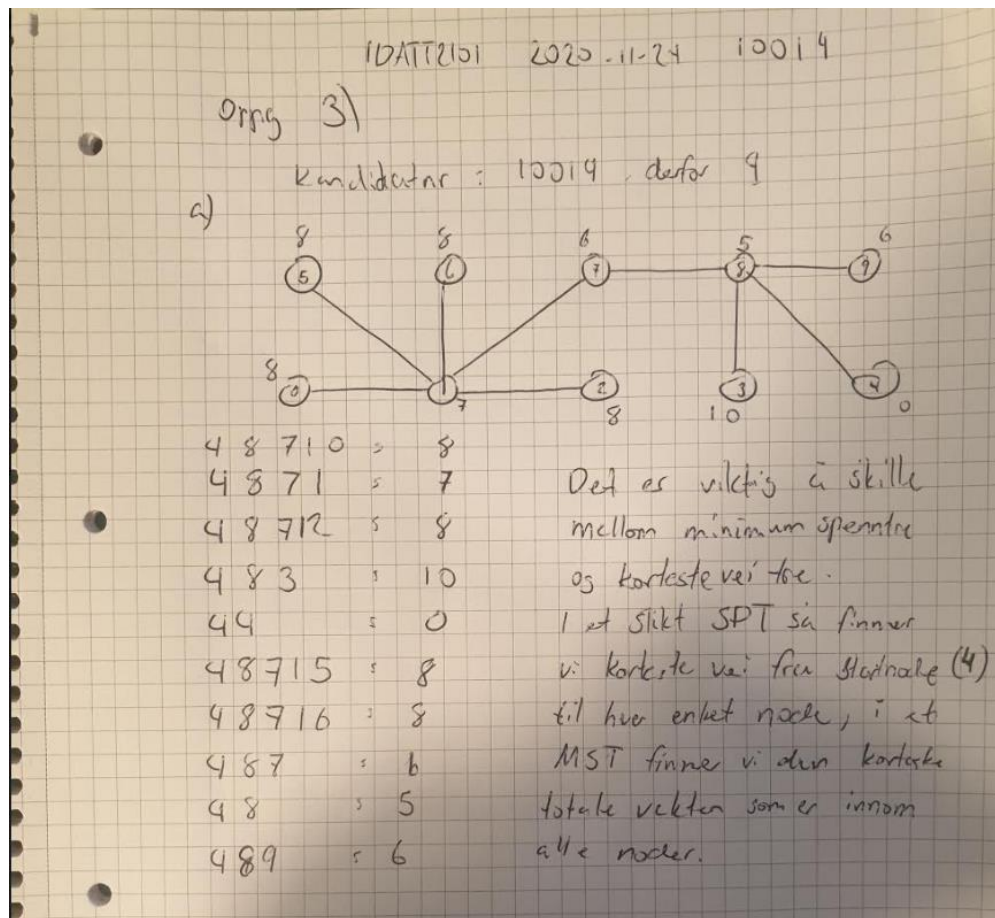 IDATT2101 2020-11-24 10014
Oppg 3)
Kandidatnr : 10014, derfor 4
a)
8 8 6 5 6
5 6 7 8 9
8 0 1 7 2 3 4
8 10 0
4 8 7 1 0 = 8
4 8 7 1 = 7 Det er viktig å skille
4 8 7 1 2 = 8 mellom minimum spenntre
4 8 3 = 10 og korteste vei tre.
4 4 = 0 I et slikt SPT så finner
4 8 7 1 5 = 8 vi korteste vei fra startnode (4)
4 8 7 1 6 = 8 til hver enkelt node, i et
4 8 7 = 6 MST finner vi den korteste
4 8 = 5 totale vekten som er innom
4 8 9 = 6 alle noder.